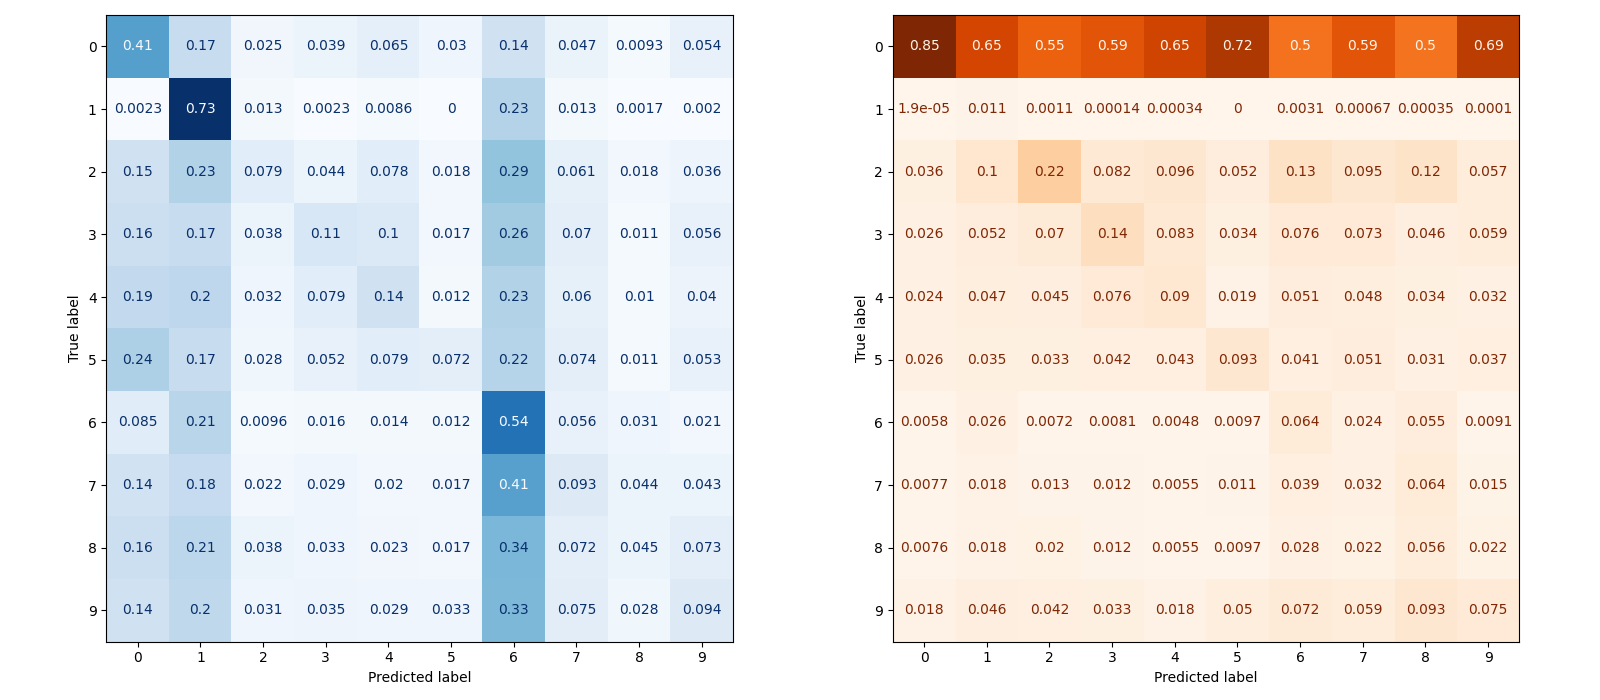 0 0.41 0.17 0.025 0.039 0.065 0.03 0.14 0.047 0.0093 0.054
1 0.0023 0.73 0.013 0.0023 0.0086 0 0.23 0.013 0.0017 0.002
2 0.15 0.23 0.079 0.044 0.078 0.018 0.29 0.061 0.018 0.036
3 0.16 0.17 0.038 0.11 0.1 0.017 0.26 0.07 0.011 0.056
4 0.19 0.2 0.032 0.079 0.14 0.012 0.23 0.06 0.01 0.04
5 0.24 0.17 0.028 0.052 0.079 0.072 0.22 0.074 0.011 0.053
6 0.085 0.21 0.0096 0.016 0.014 0.012 0.54 0.056 0.031 0.021
7 0.14 0.18 0.022 0.029 0.02 0.017 0.41 0.093 0.044 0.043
8 0.16 0.21 0.038 0.033 0.023 0.017 0.34 0.072 0.045 0.073
9 0.14 0.2 0.031 0.035 0.029 0.033 0.33 0.075 0.028 0.094
0 1 2 3 4 5 6 7 8 9
Predicted label
True label
0 0.85 0.65 0.55 0.59 0.65 0.72 0.5 0.59 0.5 0.69
1 1.9e-05 0.011 0.0011 0.00014 0.00034 0 0.0031 0.00067 0.00035 0.0001
2 0.036 0.1 0.22 0.082 0.096 0.052 0.13 0.095 0.12 0.057
3 0.026 0.052 0.07 0.14 0.083 0.034 0.076 0.073 0.046 0.059
4 0.024 0.047 0.045 0.076 0.09 0.019 0.051 0.048 0.034 0.032
5 0.026 0.035 0.033 0.042 0.043 0.093 0.041 0.051 0.031 0.037
6 0.0058 0.026 0.0072 0.0081 0.0048 0.0097 0.064 0.024 0.055 0.0091
7 0.0077 0.018 0.013 0.012 0.0055 0.011 0.039 0.032 0.064 0.015
8 0.0076 0.018 0.02 0.012 0.0055 0.0097 0.028 0.022 0.056 0.022
9 0.018 0.046 0.042 0.033 0.018 0.05 0.072 0.059 0.093 0.075
0 1 2 3 4 5 6 7 8 9
Predicted label
True label